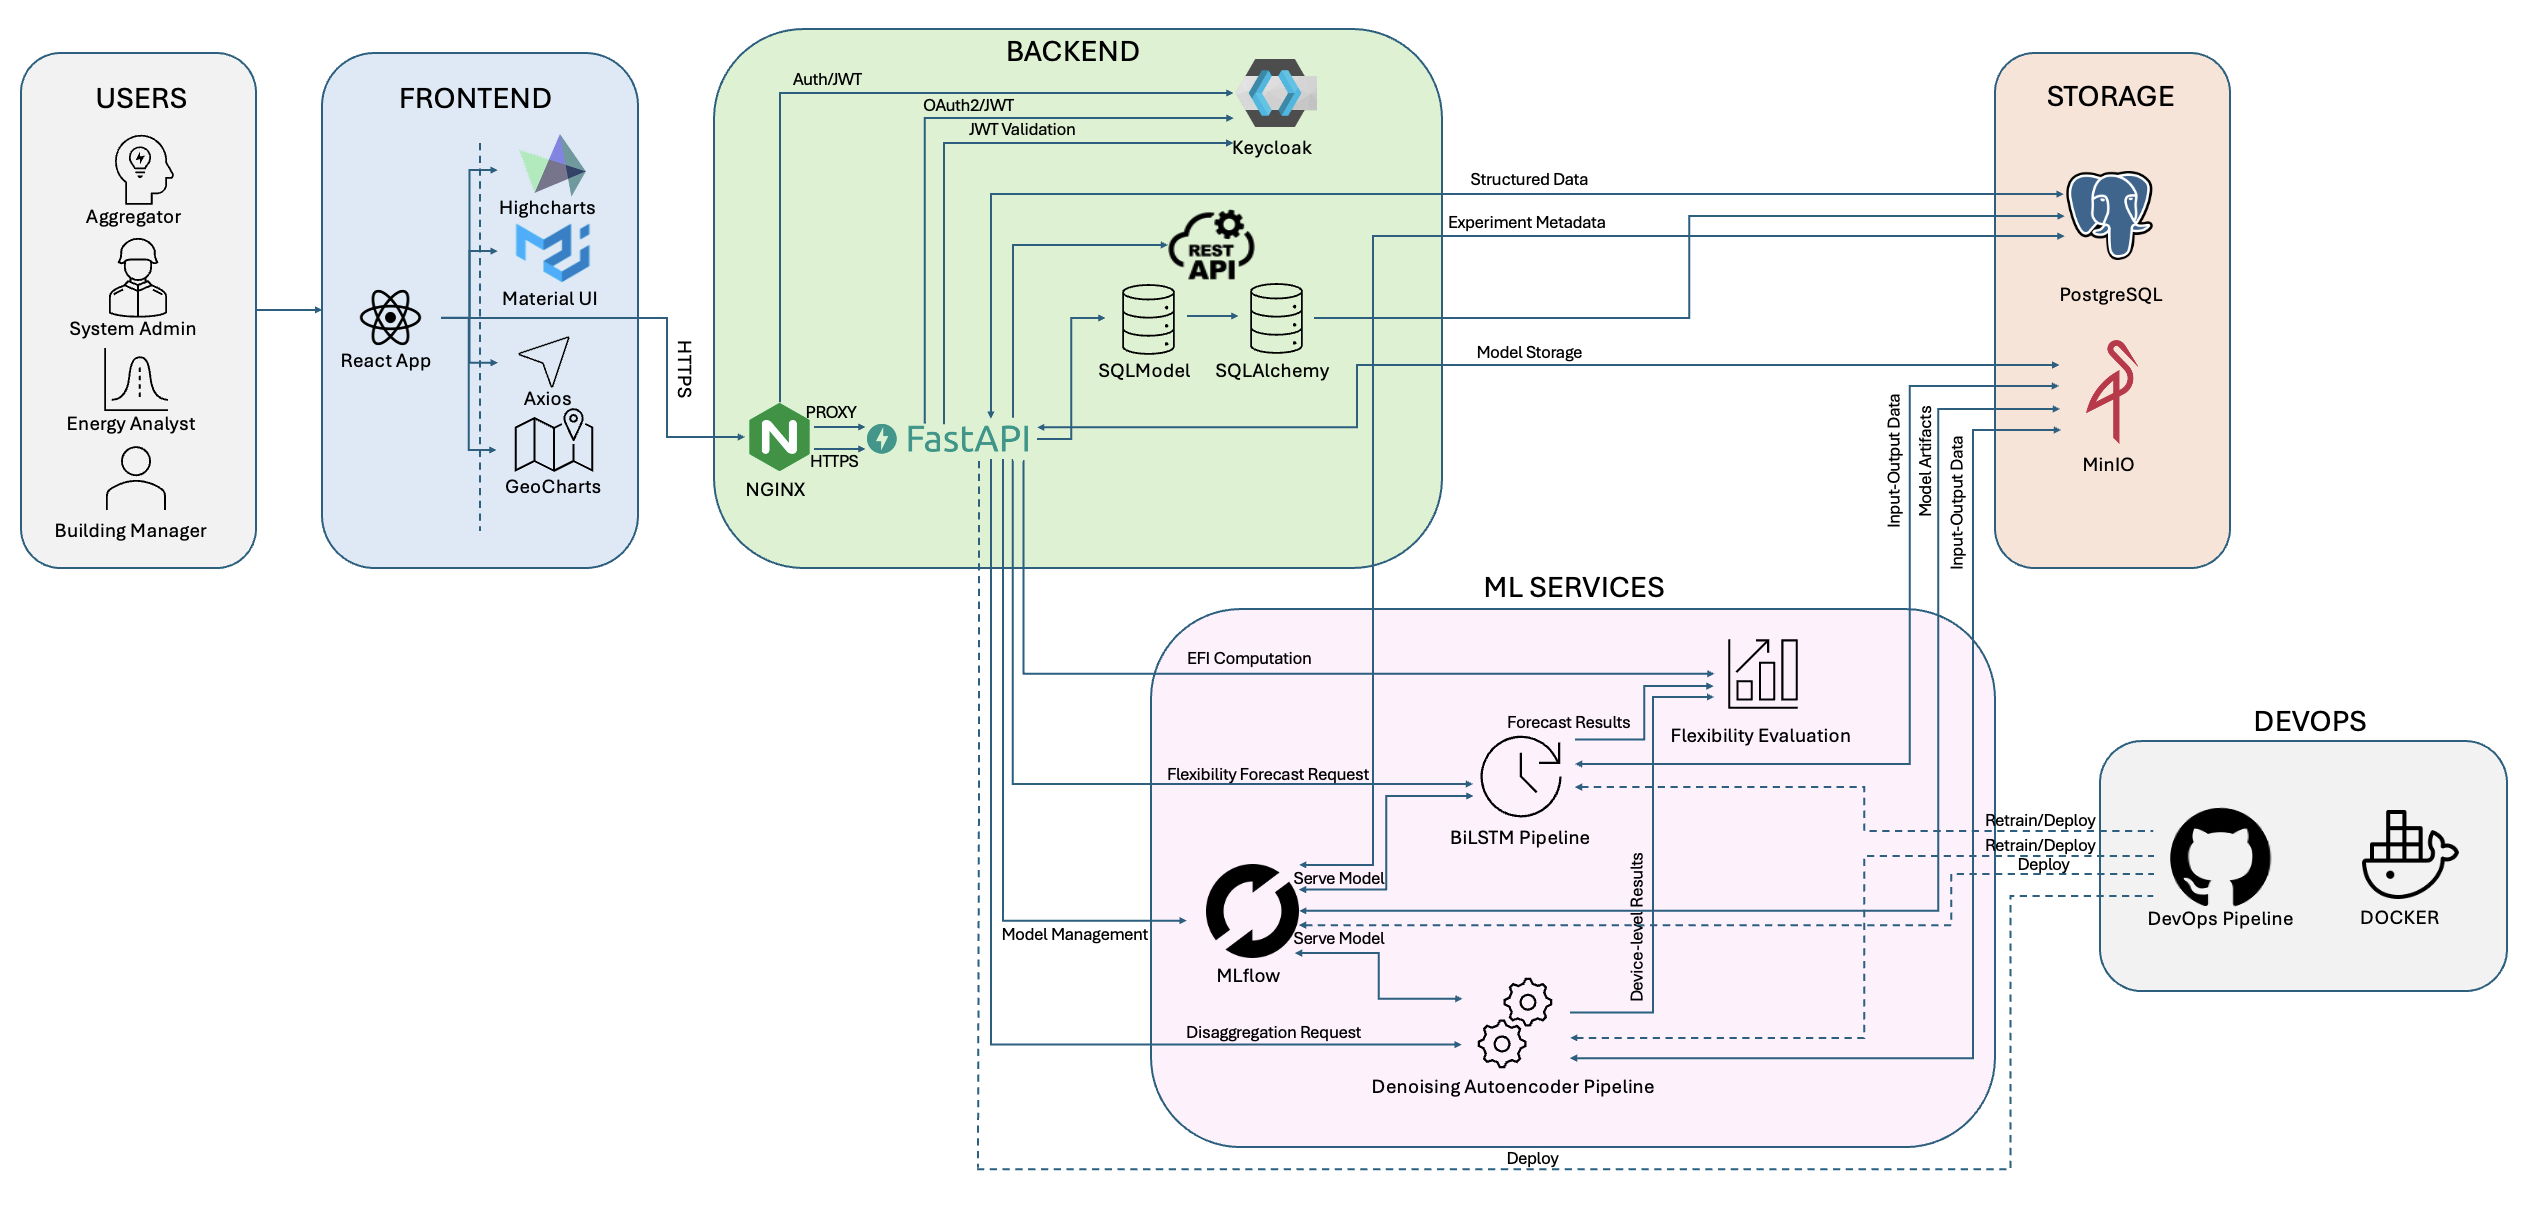 USERS
Aggregator
System Admin
Energy Analyst
Building Manager
FRONTEND
Highcharts
Material UI
React App
Axios
GeoCharts
HTTPS
BACKEND
Auth/JWT
OAuth2/JWT
JWT Validation
Keycloak
REST
API
SQLModel
SQLAlchemy
PROXY
N
FastAPI
HTTPS
NGINX
Structured Data
Experiment Metadata
Model Storage
STORAGE
PostgreSQL
MinIO
Input-Output Data
Model Artifacts
Input-Output Data
ML SERVICES
EFI Computation
Forecast Results
Flexibility Evaluation
Flexibility Forecast Request
BiLSTM Pipeline
Serve Model
Device-level Results
Model Management
Serve Model
MLflow
Disaggregation Request
Denoising Autoencoder Pipeline
Deploy
DEVOPS
Retrain/Deploy
Retrain/Deploy
Deploy
DevOps Pipeline
DOCKER